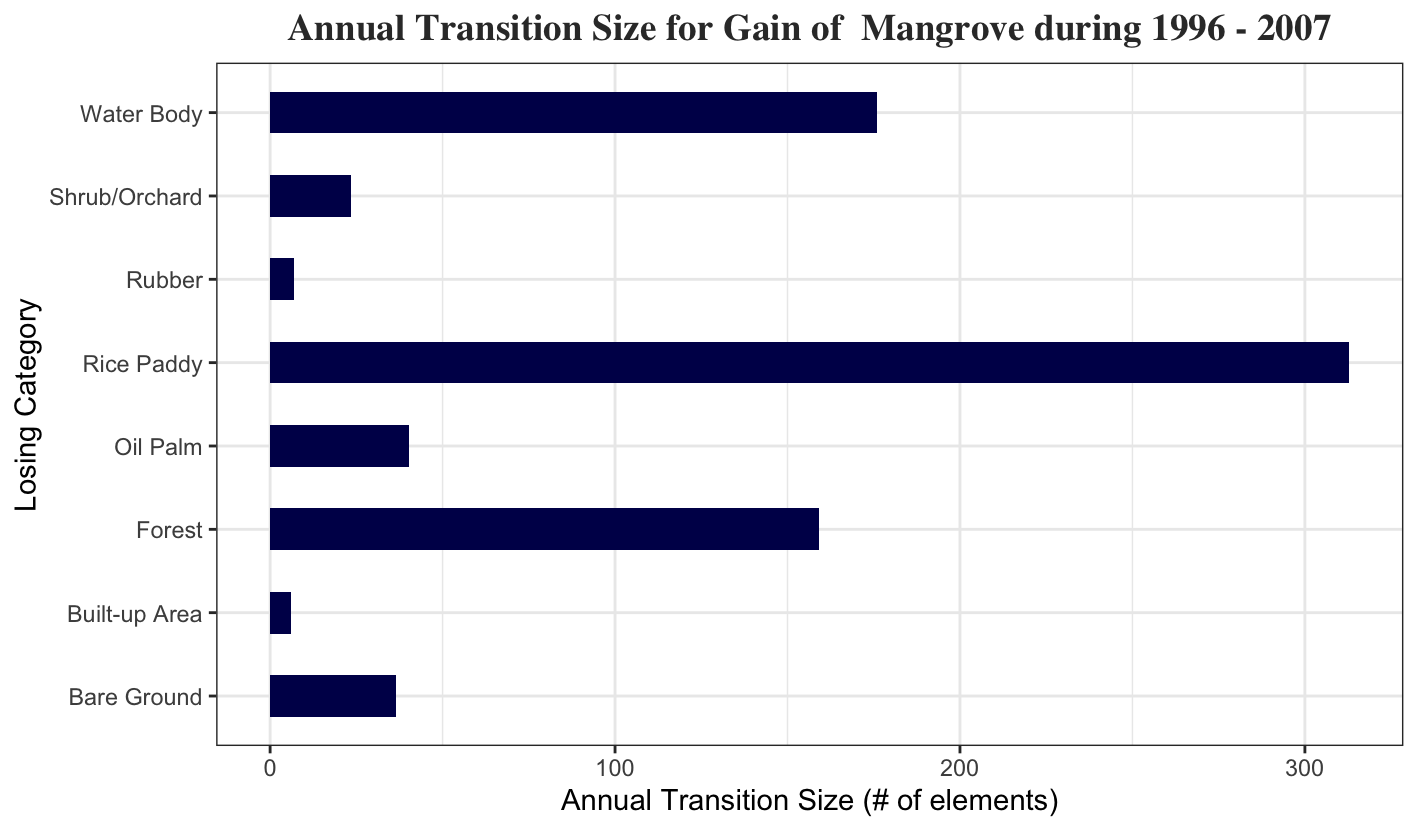 Annual Transition Size for Gain of  Mangrove during 1996 - 2007
Water Body
Shrub/Orchard
Rubber
Rice Paddy
Oil Palm
Forest
Built-up Area
Bare Ground
Losing Category
0 100 200 300
Annual Transition Size (# of elements)